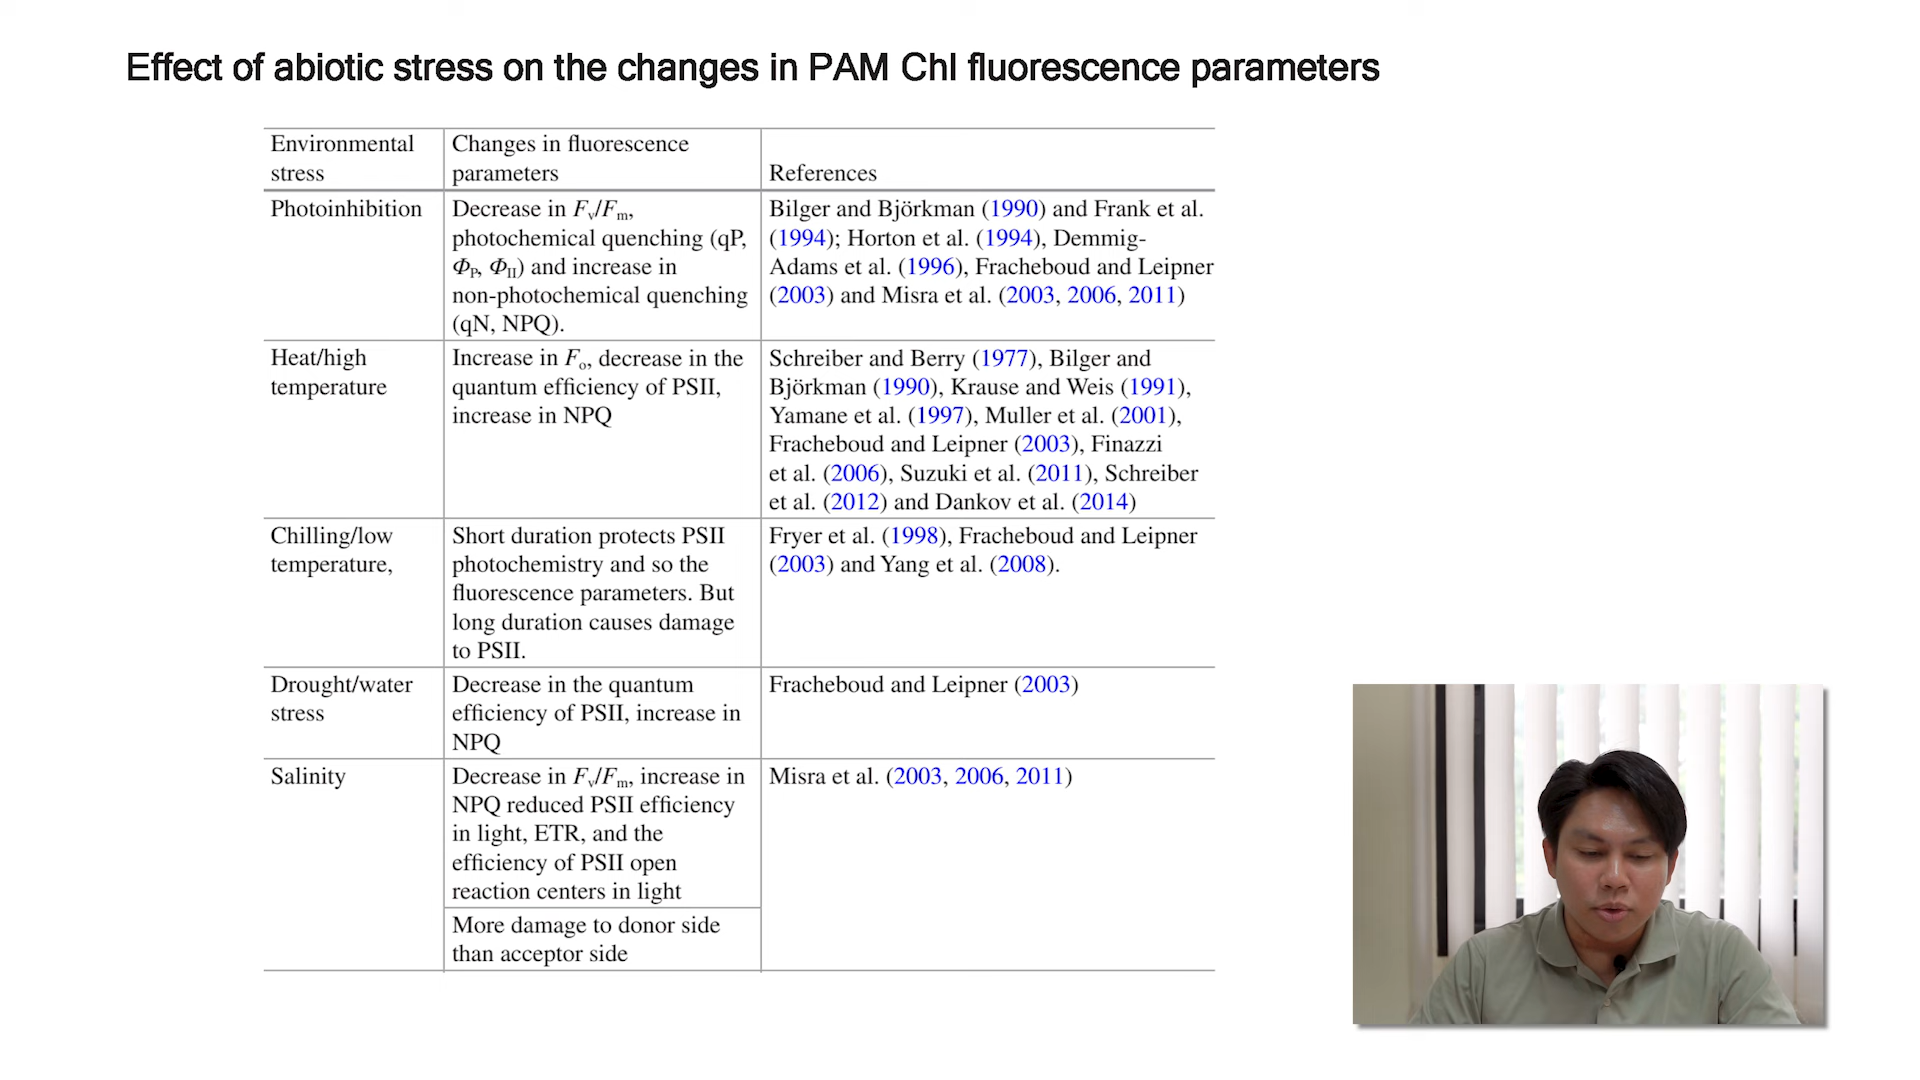 Effect of abiotic stress on the changes in PAM Chl fluorescence parameters
Environmental
stress
Changes in fluorescence
parameters
References
Photoinhibition
Decrease in Fv/Fm,
photochemical quenching (qP,
ΦP, ΦII) and increase in
non-photochemical quenching
(qN, NPQ).
Bilger and Björkman (1990) and Frank et al.
(1994); Horton et al. (1994), Demmig-
Adams et al. (1996), Fracheboud and Leipner
(2003) and Misra et al. (2003, 2006, 2011)
Heat/high
temperature
Increase in Fo, decrease in the
quantum efficiency of PSII,
increase in NPQ
Schreiber and Berry (1977), Bilger and
Björkman (1990), Krause and Weis (1991),
Yamane et al. (1997), Muller et al. (2001),
Fracheboud and Leipner (2003), Finazzi
et al. (2006), Suzuki et al. (2011), Schreiber
et al. (2012) and Dankov et al. (2014)
Chilling/low
temperature,
Short duration protects PSII
photochemistry and so the
fluorescence parameters. But
long duration causes damage
to PSII.
Fryer et al. (1998), Fracheboud and Leipner
(2003) and Yang et al. (2008).
Drought/water
stress
Decrease in the quantum
efficiency of PSII, increase in
NPQ
Fracheboud and Leipner (2003)
Salinity
Decrease in Fv/Fm, increase in
NPQ reduced PSII efficiency
in light, ETR, and the
efficiency of PSII open
reaction centers in light
More damage to donor side
than acceptor side
Misra et al. (2003, 2006, 2011)